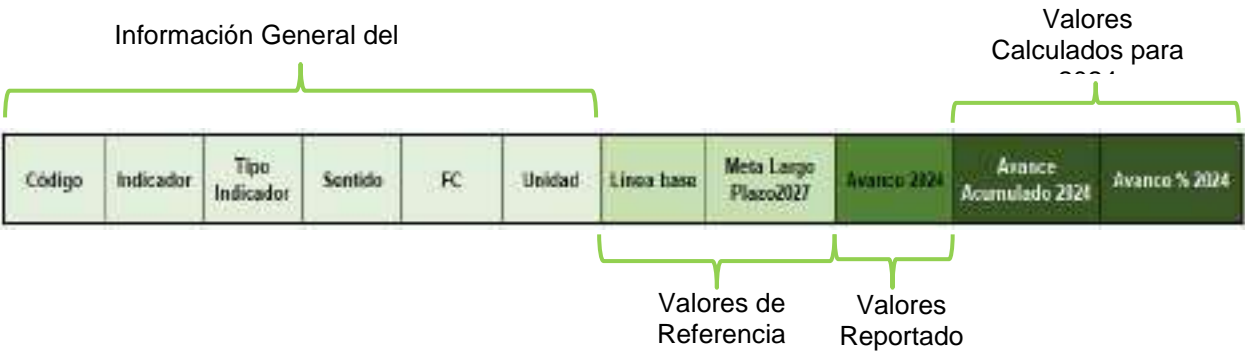 Información General del
Valores
Calculados para
Código
Indicador
Tipo
Indicador
Sentido
FC
Unidad
Línea base
Meta Largo
Plazo2027
Avance 2024
Avance
Acumulado 2024
Avance % 2024
Valores de
Referencia
Valores
Reportado